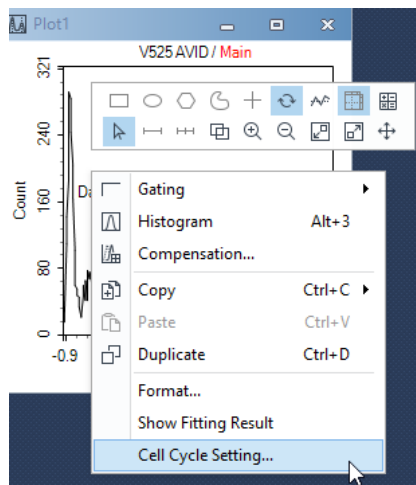 Plot1
V525 AVID / Main
321
240
160
80
0
Count
-0.9
Da
Gating
Histogram Alt+3
Compensation...
Copy Ctrl+C
Paste Ctrl+V
Duplicate Ctrl+D
Format...
Show Fitting Result
Cell Cycle Setting...